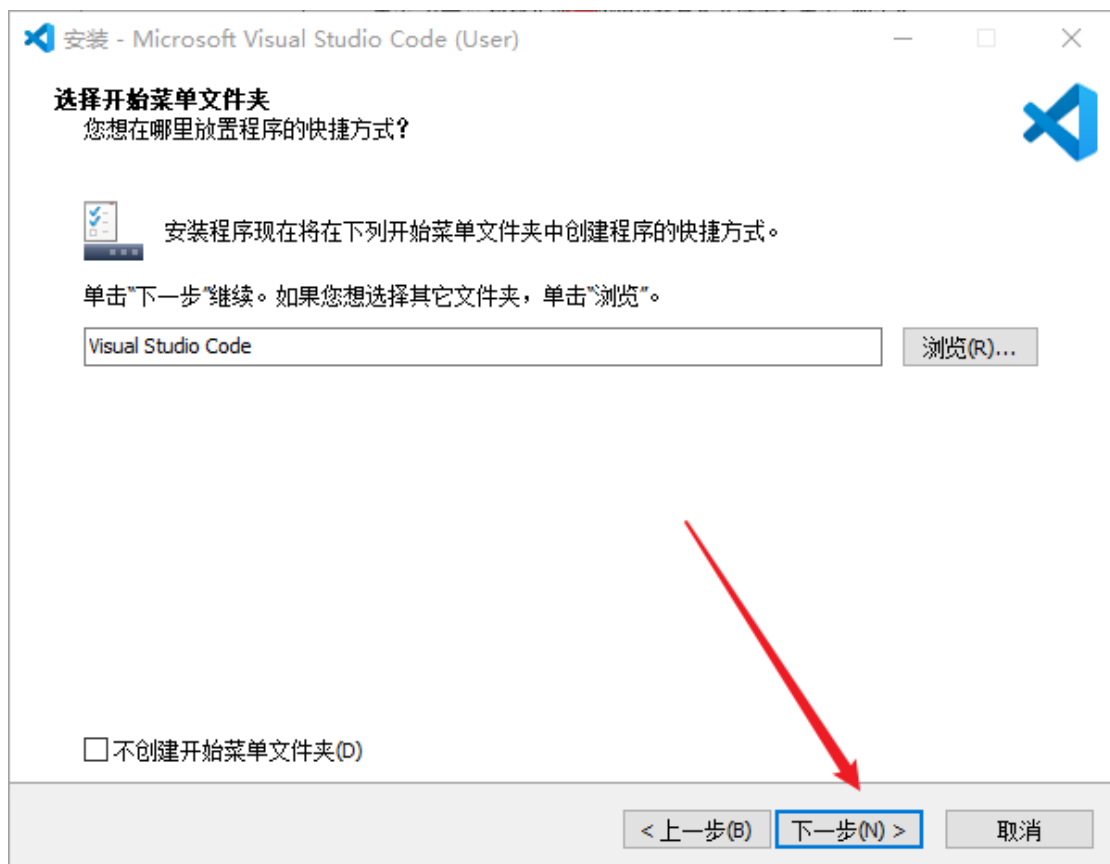 安装 - Microsoft Visual Studio Code (User)
选择开始菜单文件夹
您想在哪里放置程序的快捷方式?
安装程序现在将在下列开始菜单文件夹中创建程序的快捷方式。
单击"下一步"继续。如果您想选择其它文件夹，单击"浏览"。
Visual Studio Code
浏览(R)...
不创建开始菜单文件夹(D)
< 上一步(B)
下一步(N) >
取消